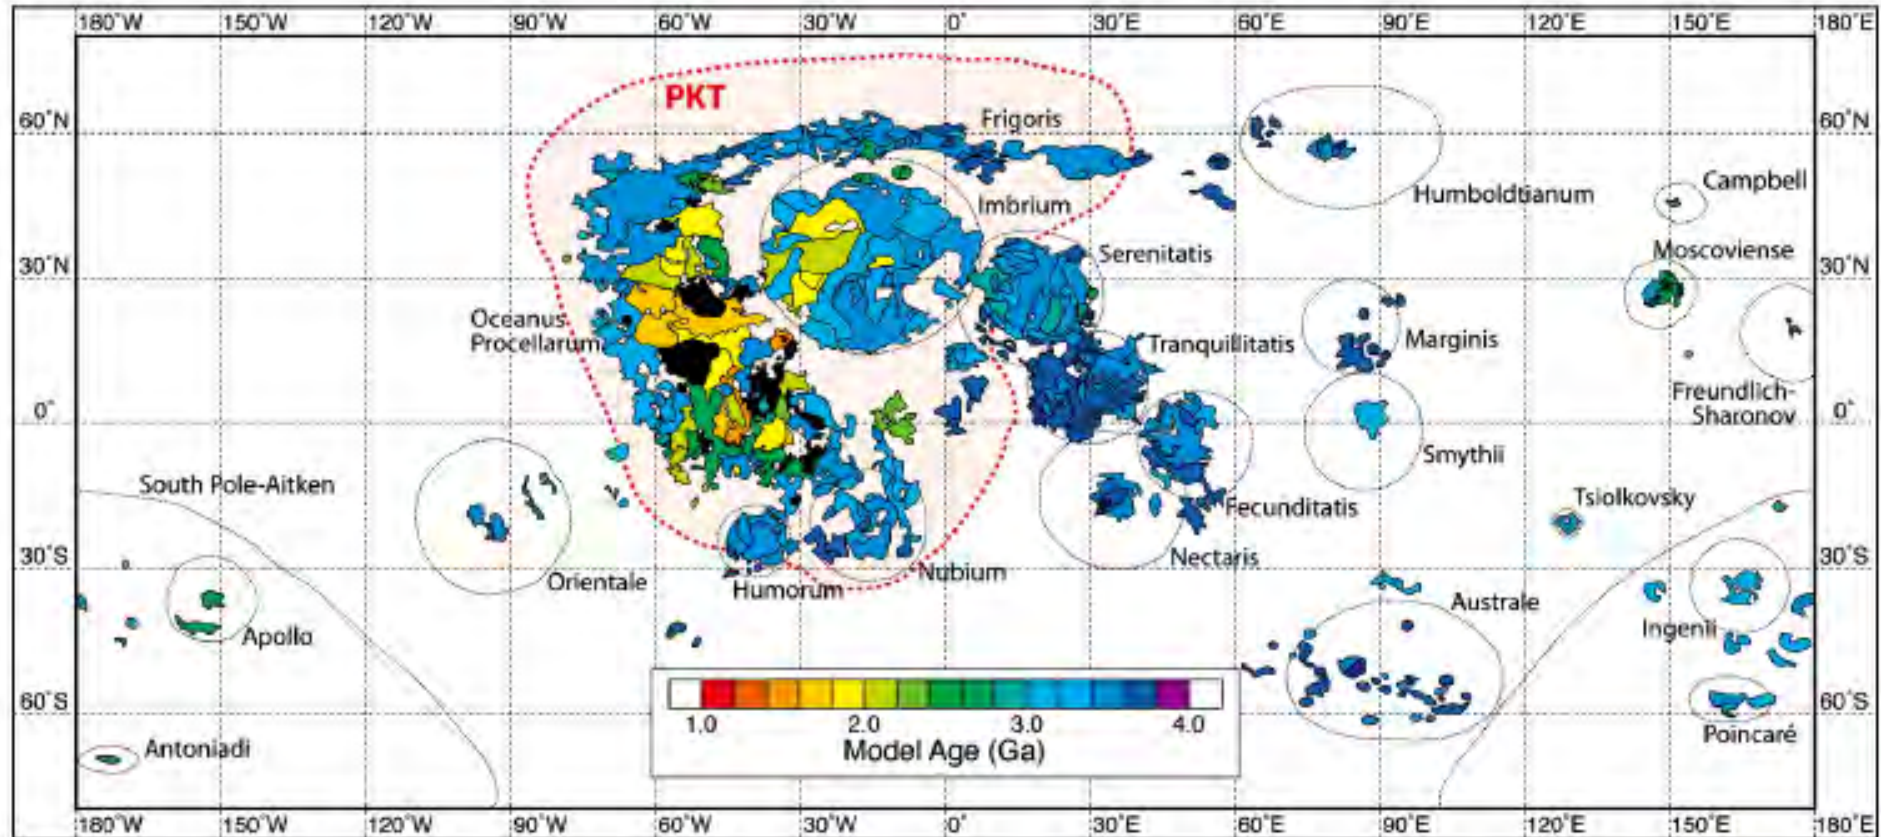 180°W 150°W 120°W 90°W 60°W 30°W 0° 30°E 60°E 90°E 120°E 150°E 180°E
PKT
60°N Frigoris 60°N
Humboldtianum
Campbell
Imbrium
Moscoviense
Serenitatis
30°N 30°N
Oceanus
Procellarum
Tranquillitatis
Marginis
Freundlich-
Sharonov
0° 0°
Smythii
South Pole-Aitken
Tsiolkovsky
Fecunditatis
Nectaris
30°S 30°S
Orientale
Humorum
Nubium
Australe
Apollo
Ingenii
60°S 60°S
1.0 2.0 3.0 4.0
Model Age (Ga)
Poincaré
Antoniadi
180°W 150°W 120°W 90°W 60°W 30°W 0° 30°E 60°E 90°E 120°E 150°E 180°E